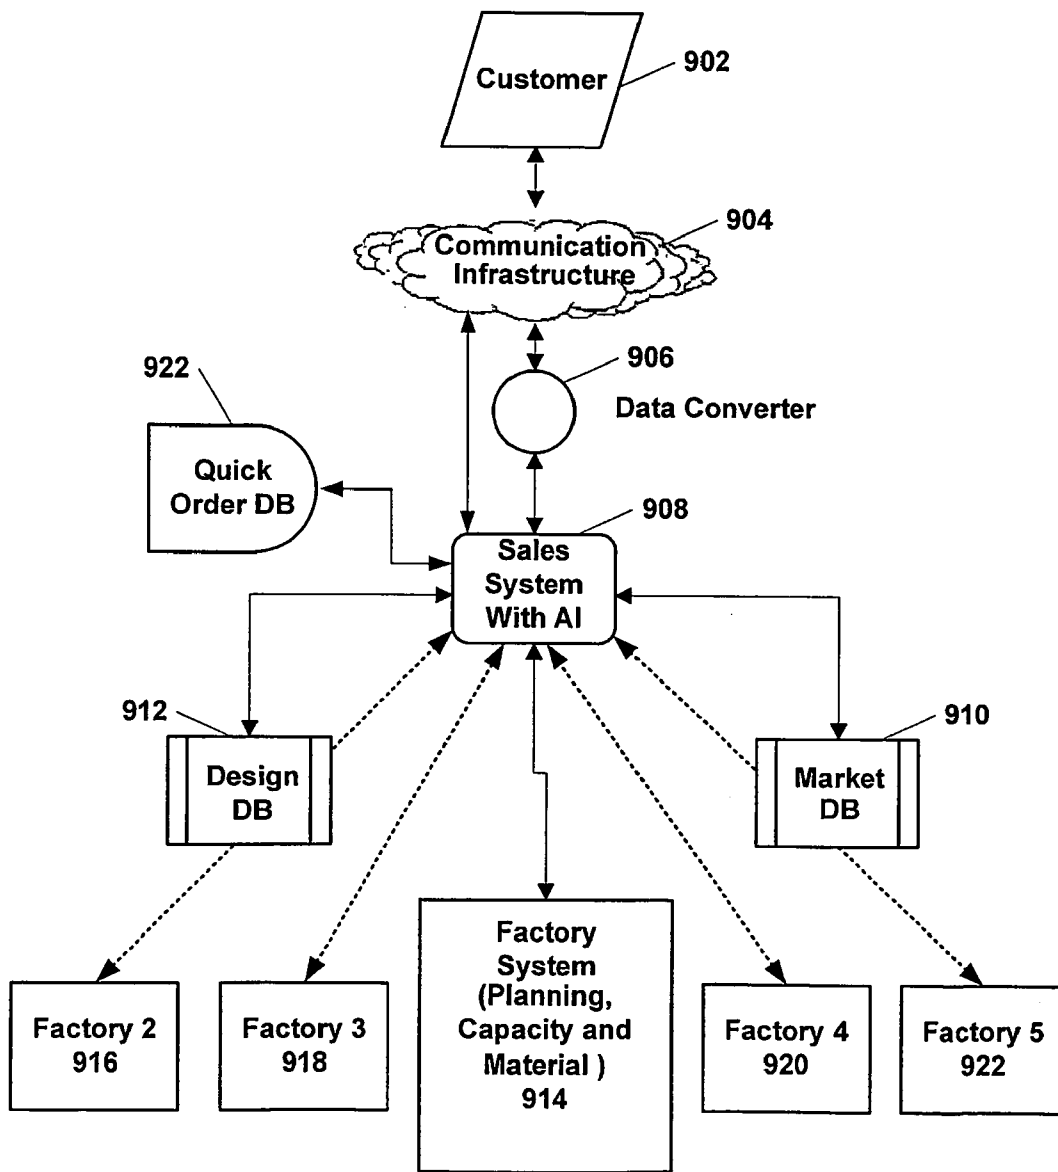 Customer
902
904
Communication
Infrastructure
906
Data Converter
922
Quick
Order DB
908
Sales
System
With AI
912
Design
DB
910
Market
DB
Factory 2
916
Factory 3
918
Factory
System
(Planning,
Capacity and
Material )
914
Factory 4
920
Factory 5
922